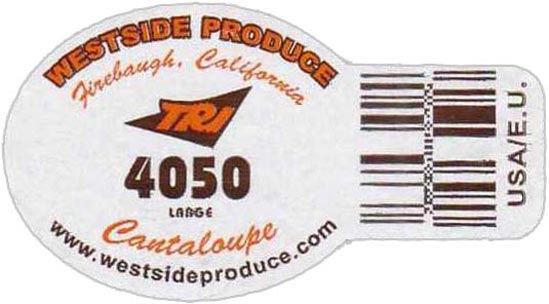 WESTSIDE PRODUCE
Firebaugh, California
TRI
4050
LARGE
Cantaloupe
www.westsideproduce.com
USA/E.U.